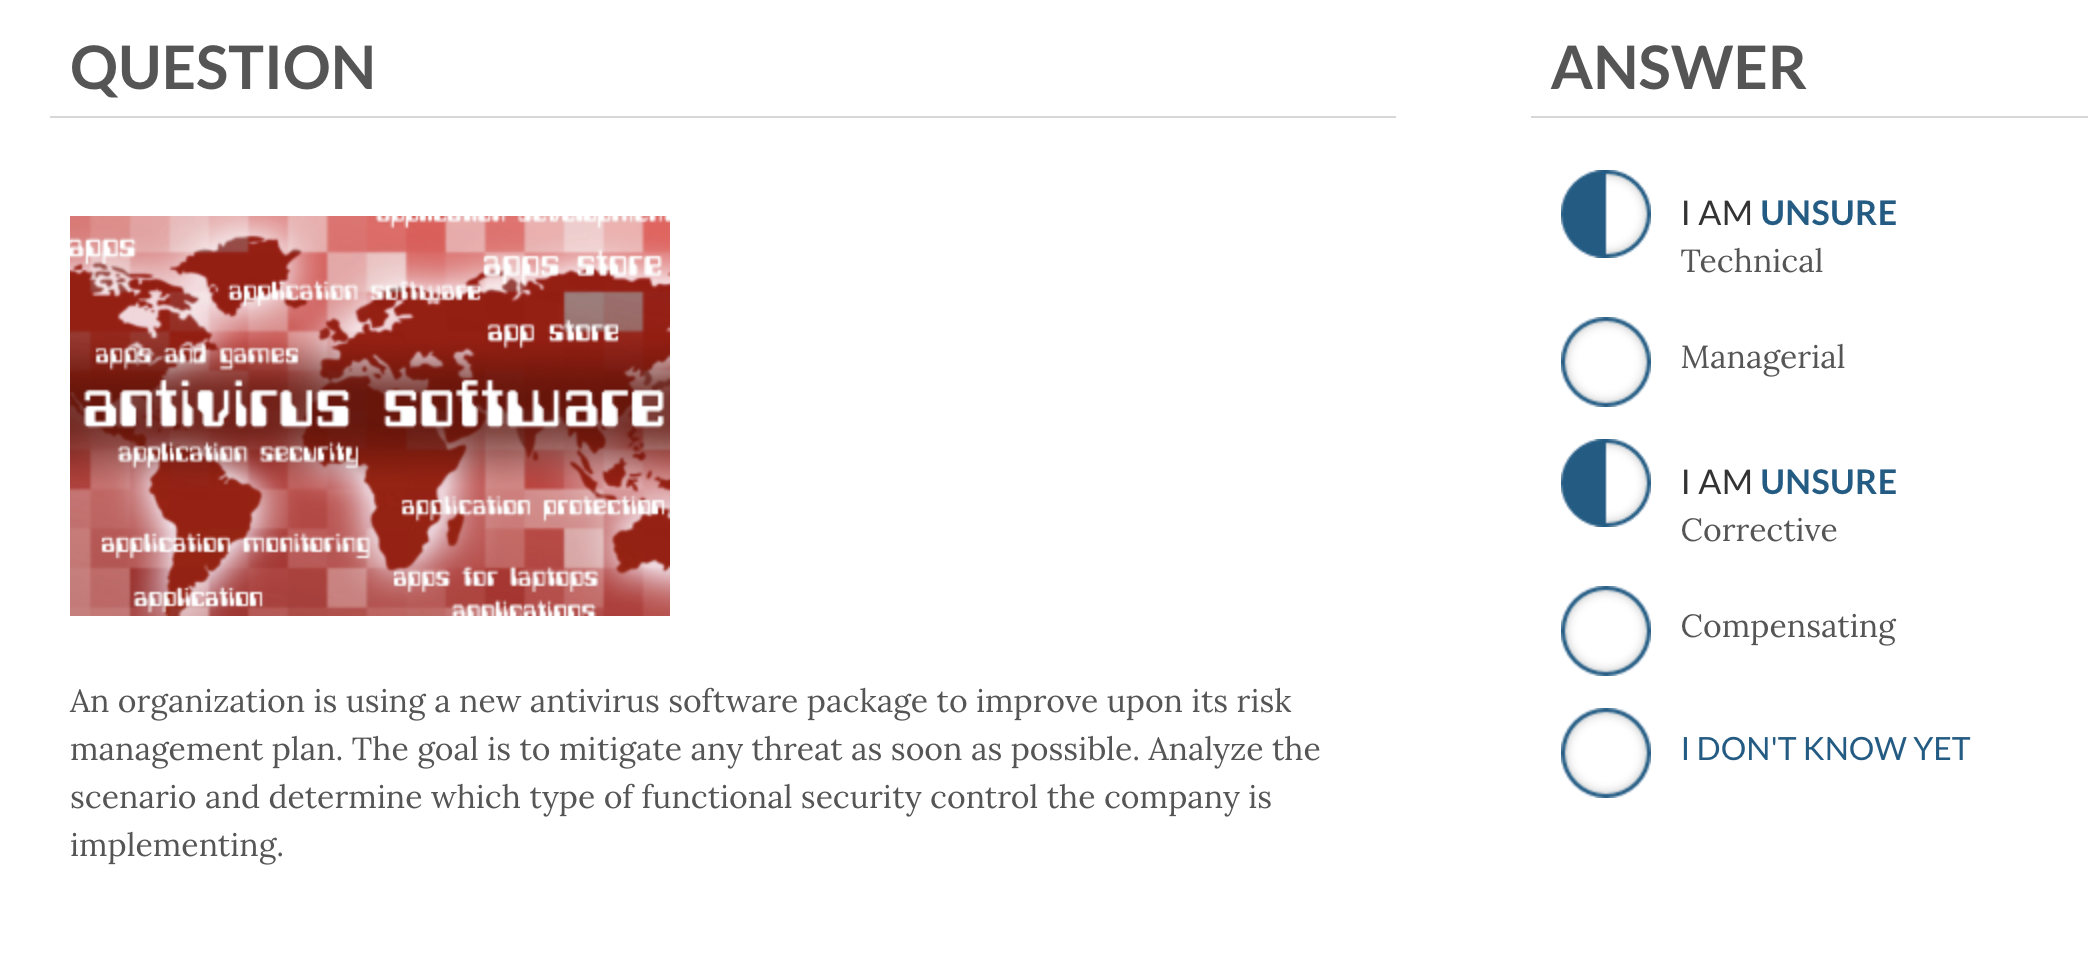 QUESTION
application development
apps
apps store
application software
app store
apps and games
antivirus software
application security
application protection
application monitoring
apps for laptops
application
applications
An organization is using a new antivirus software package to improve upon its risk
management plan. The goal is to mitigate any threat as soon as possible. Analyze the
scenario and determine which type of functional security control the company is
implementing.
ANSWER
I AM UNSURE
Technical
Managerial
I AM UNSURE
Corrective
Compensating
I DON'T KNOW YET